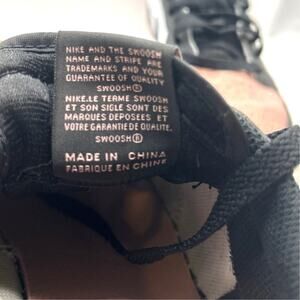 NIKE AND THE SWOOSH
NAME AND STRIPE ARE
TRADEMARKS AND YOUR
GUARANTEE OF QUALITY
SWOOSH®
NIKE.LE TERME SWOOSH
ET SON SIGLE SONT DES
MARQUES DEPOSEES ET
VOTRE GARANTIE DE QUALITE.
SWOOSH®
MADE IN CHINA
FABRIQUE EN CHINE